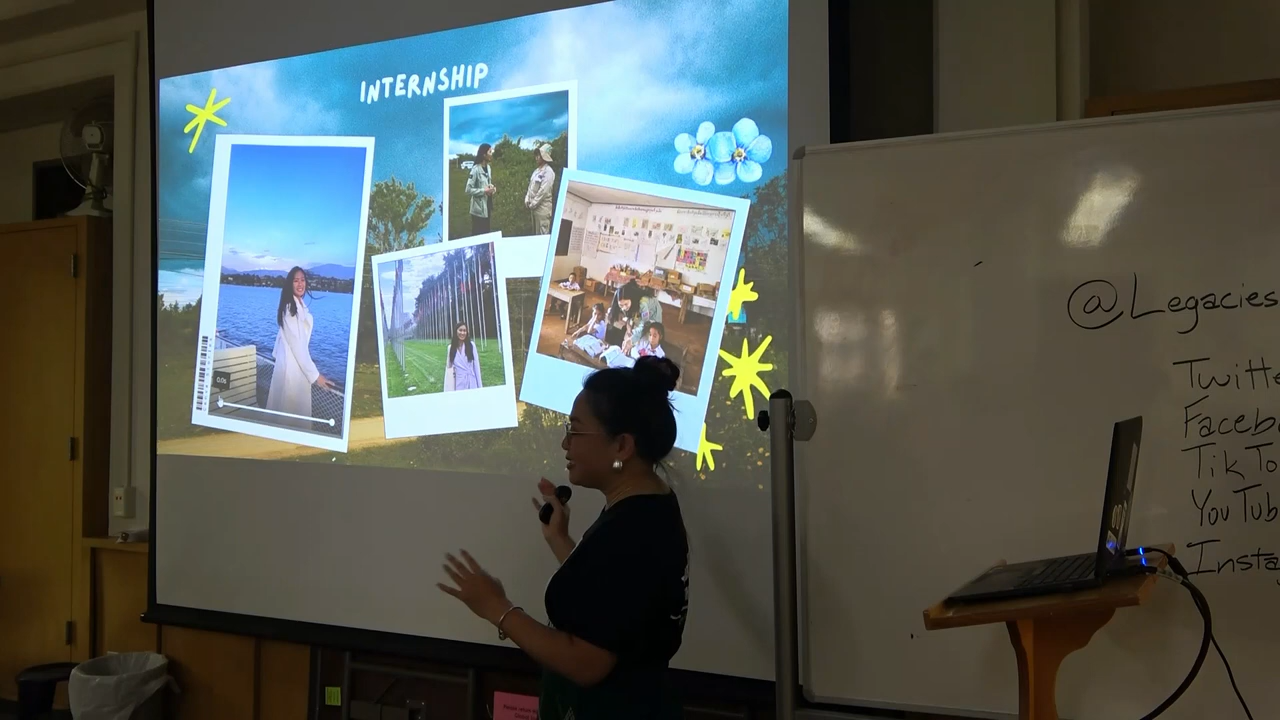 INTERNSHIP
@Legacies
Twitte
Faceb
TikTo
YouTub
Insta